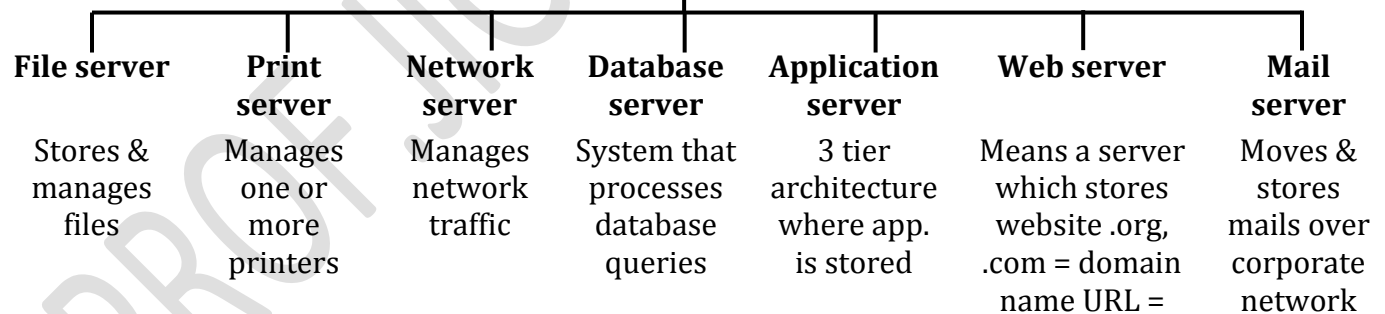 File server
Stores &
manages
files
Print
server
Manages
one or
more
printers
Network
server
Manages
network
traffic
Database
server
System that
processes
database
queries
Application
server
3 tier
architecture
where app.
is stored
Web server
Means a server
which stores
website .org,
.com = domain
name URL =
Mail
server
Moves &
stores
mails over
corporate
network
PROF